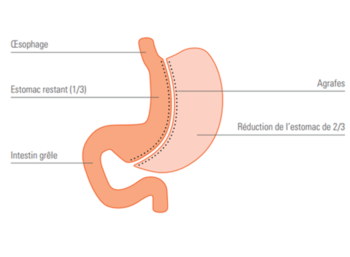 Œsophage
Agrafes
Estomac restant (1/3)
Réduction de l'estomac de 2/3
Intestin grêle